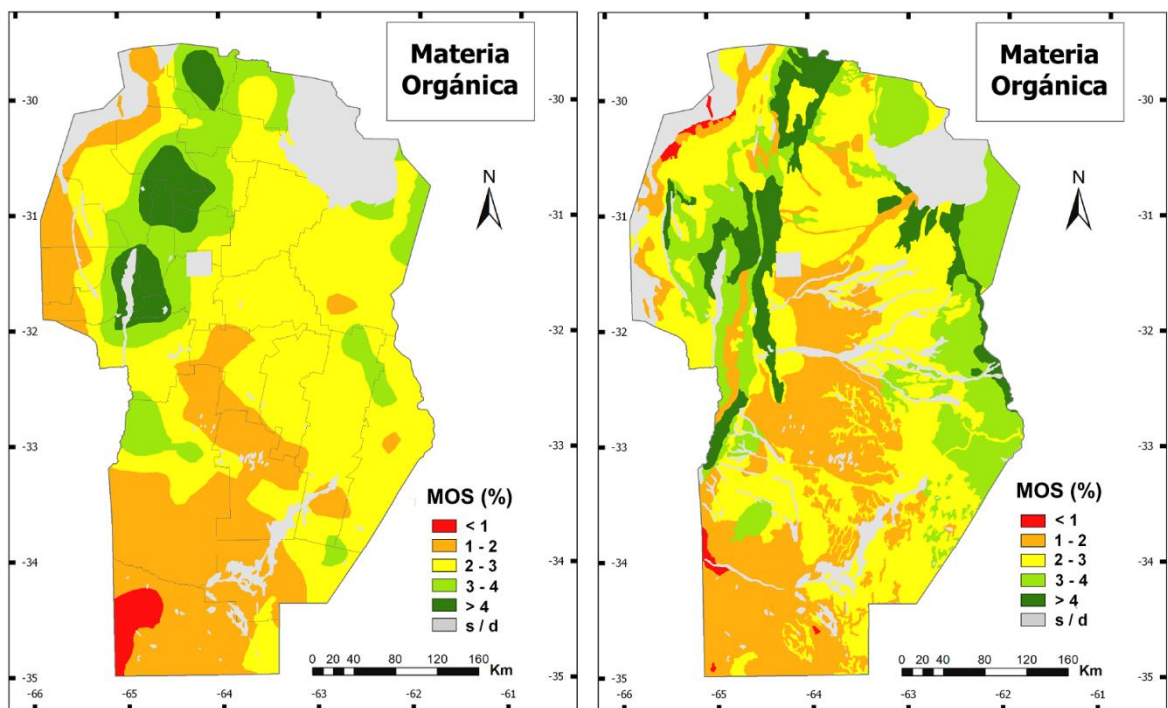 Materia
Orgánica
N
MOS (%)
< 1
1 - 2
2 - 3
3 - 4
> 4
s / d
0 20 40 80 120 160
Km
-30
-31
-32
-33
-34
-35
-66 -65 -64 -63 -62 -61
Materia
Orgánica
N
MOS (%)
< 1
1 - 2
2 - 3
3 - 4
> 4
s / d
0 20 40 80 120 160
Km
-30
-31
-32
-33
-34
-35
-66 -65 -64 -63 -62 -61